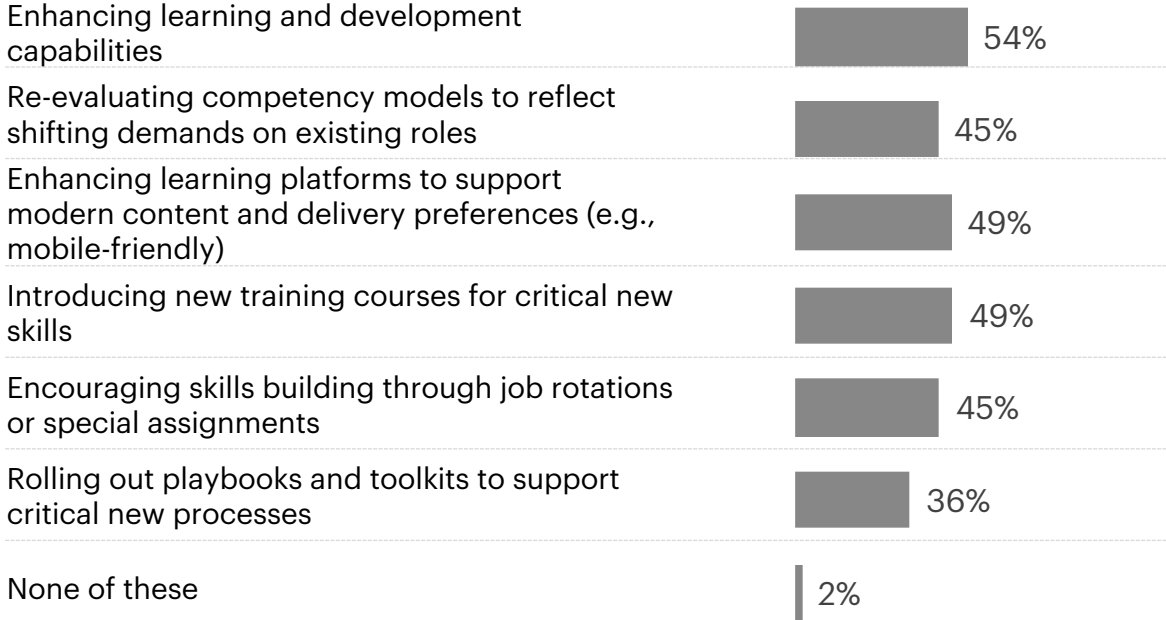 Enhancing learning and development
capabilities
54%
Re-evaluating competency models to reflect
shifting demands on existing roles
45%
Enhancing learning platforms to support
modern content and delivery preferences (e.g.,
mobile-friendly)
49%
Introducing new training courses for critical new
skills
49%
Encouraging skills building through job rotations
or special assignments
45%
Rolling out playbooks and toolkits to support
critical new processes
36%
None of these
2%